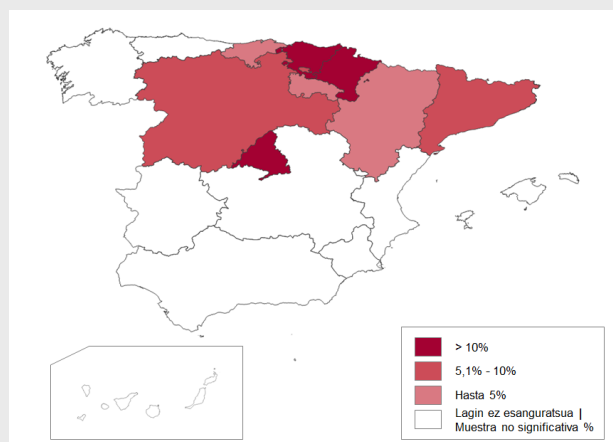 > 10%
5,1% - 10%
Hasta 5%
Lagin ez esanguratsua |
Muestra no significativa %